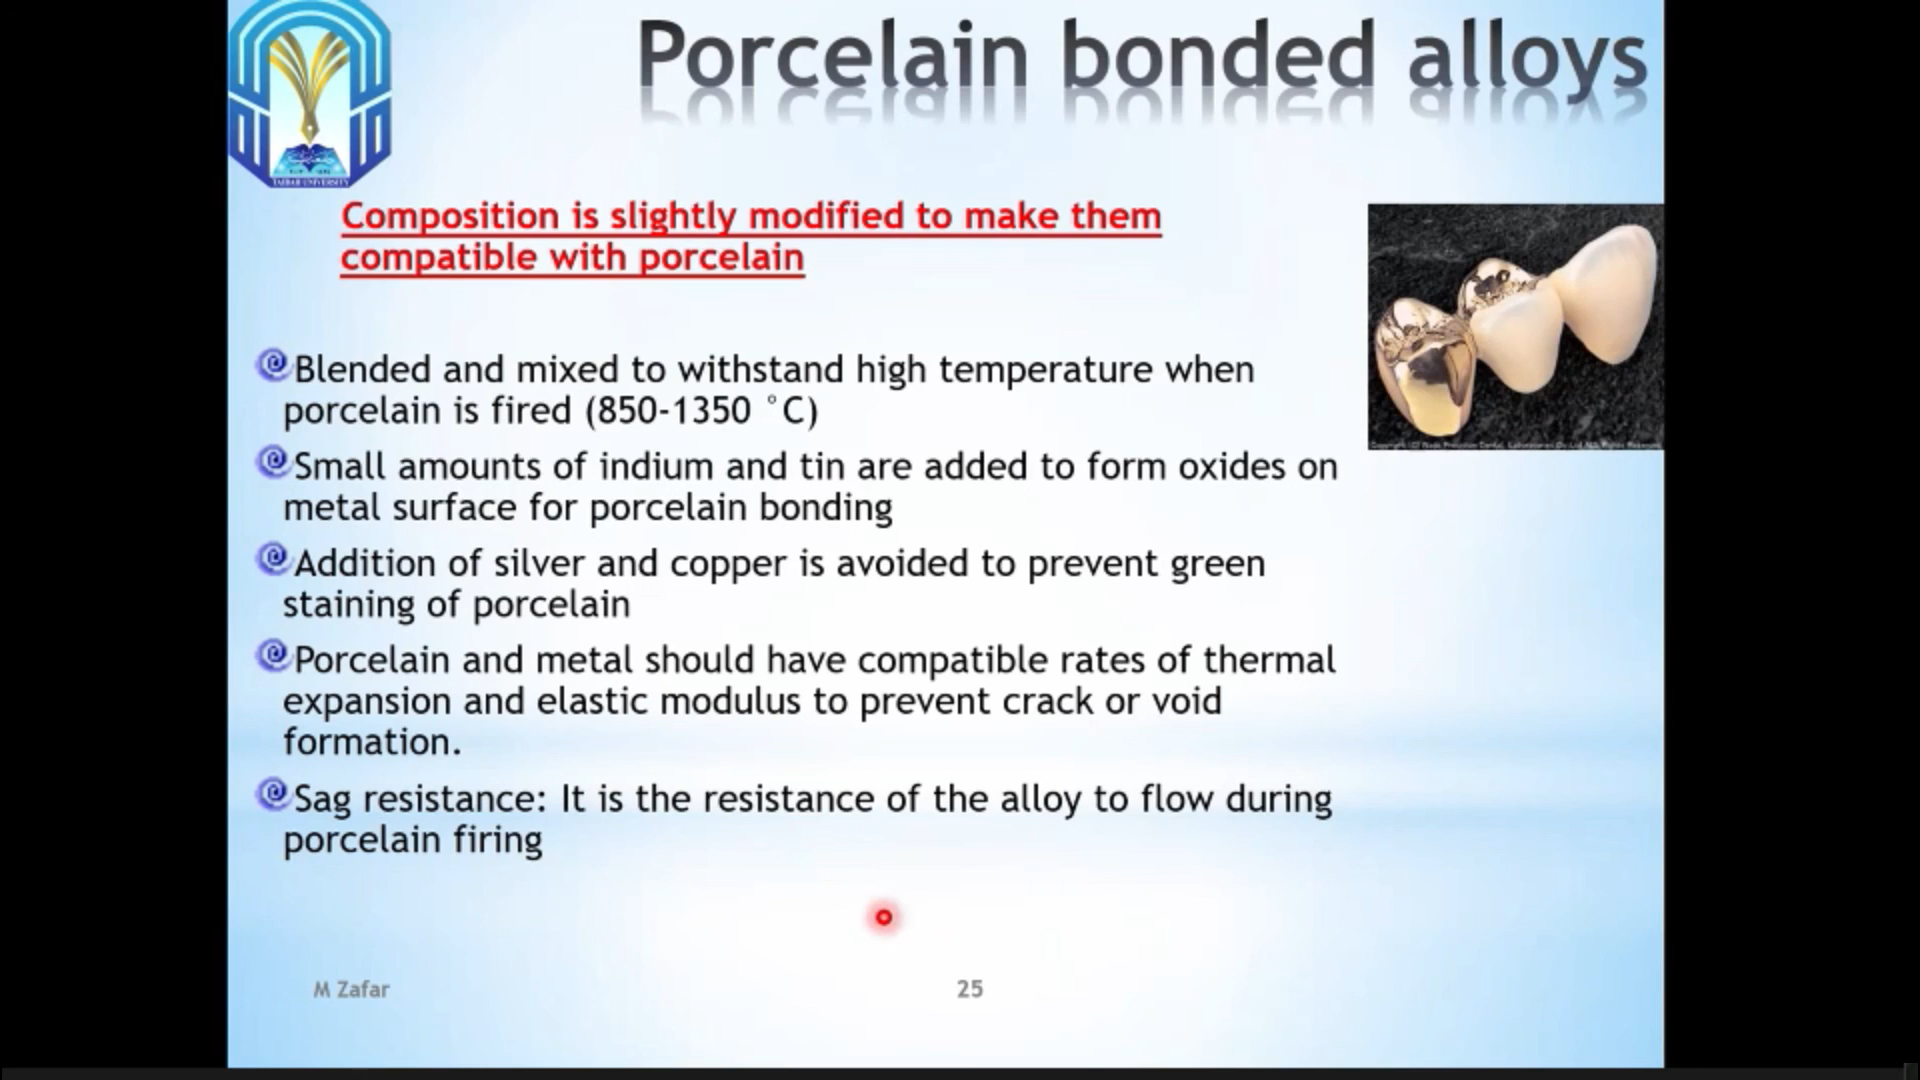 Porcelain bonded alloys
TAIBAH UNIVERSITY
Composition is slightly modified to make them
compatible with porcelain
Blended and mixed to withstand high temperature when
porcelain is fired (850-1350 °C)
Small amounts of indium and tin are added to form oxides on
metal surface for porcelain bonding
Addition of silver and copper is avoided to prevent green
staining of porcelain
Porcelain and metal should have compatible rates of thermal
expansion and elastic modulus to prevent crack or void
formation.
Sag resistance: It is the resistance of the alloy to flow during
porcelain firing
M Zafar
25